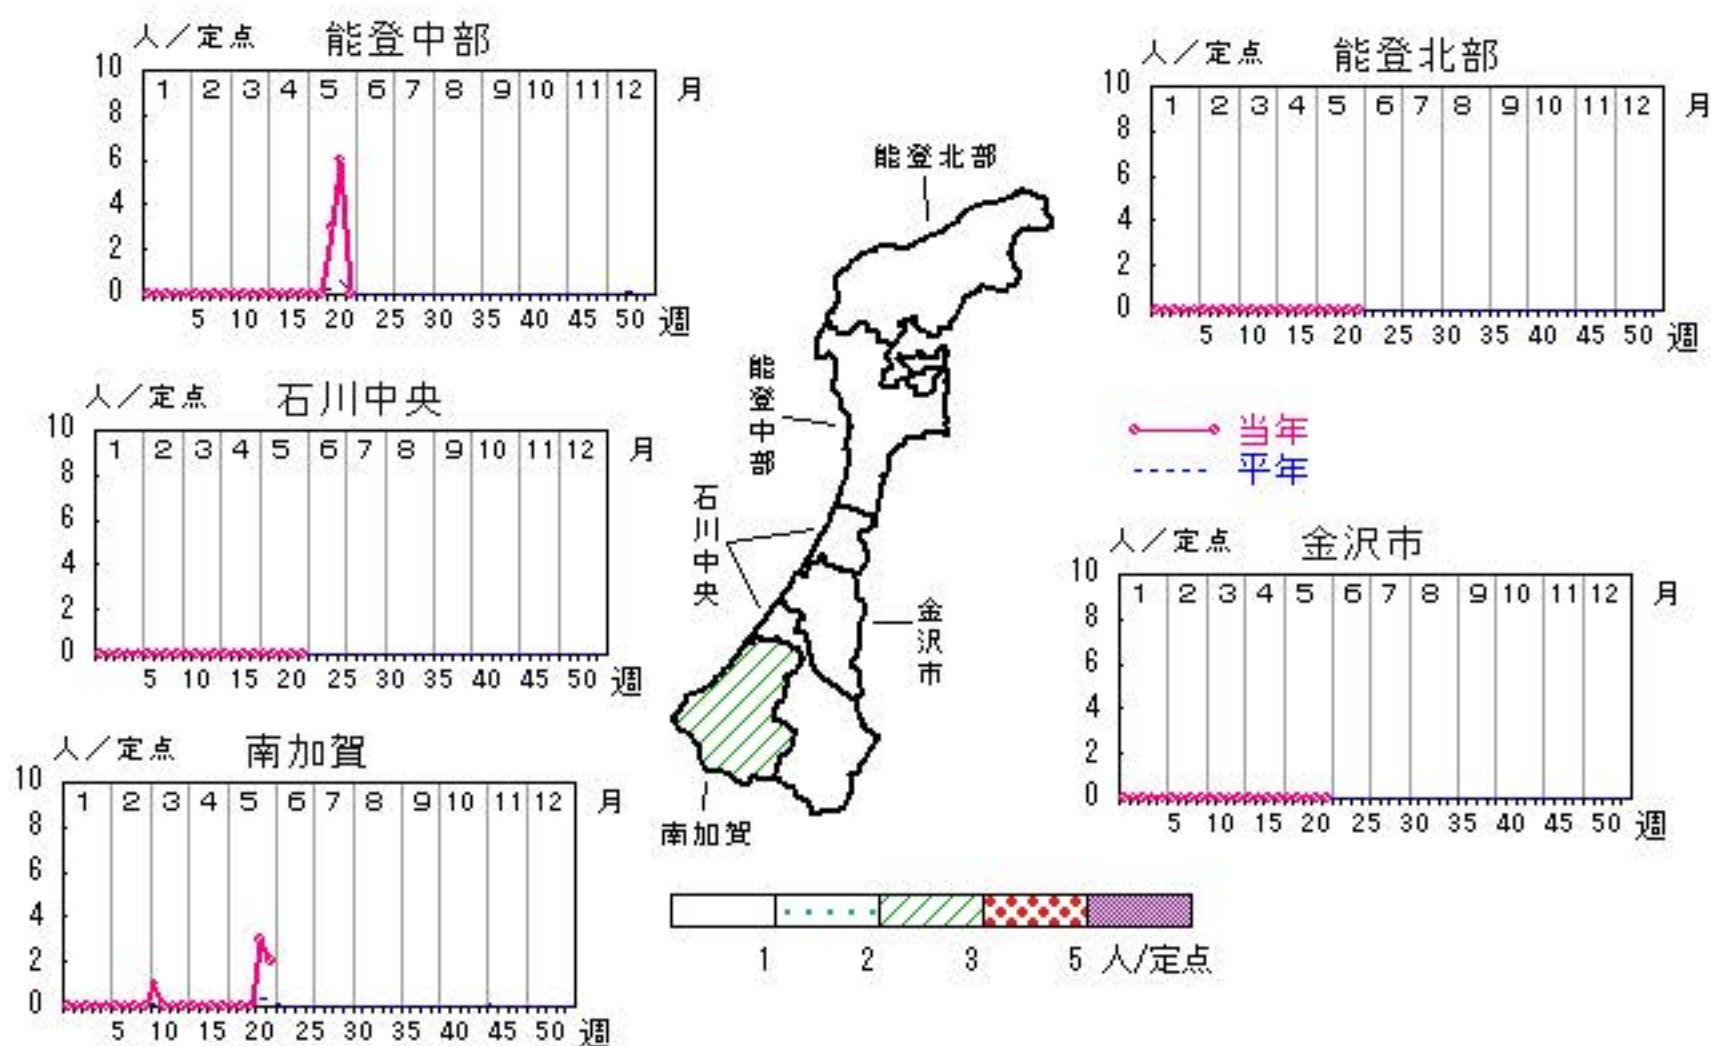 人／定点 能登中部
10 8 6 4 2 0
1 2 3 4 5 6 7 8 9 10 11 12 月
5 10 15 20 25 30 35 40 45 50 週
人／定点 能登北部
10 8 6 4 2 0
1 2 3 4 5 6 7 8 9 10 11 12 月
5 10 15 20 25 30 35 40 45 50 週
人／定点 石川中央
10 8 6 4 2 0
1 2 3 4 5 6 7 8 9 10 11 12 月
5 10 15 20 25 30 35 40 45 50 週
能登北部
能登中部
石川中央
金沢市
南加賀
当年
平年
人／定点 金沢市
10 8 6 4 2 0
1 2 3 4 5 6 7 8 9 10 11 12 月
5 10 15 20 25 30 35 40 45 50 週
人／定点 南加賀
10 8 6 4 2 0
1 2 3 4 5 6 7 8 9 10 11 12 月
5 10 15 20 25 30 35 40 45 50 週
1 2 3 5 人/定点